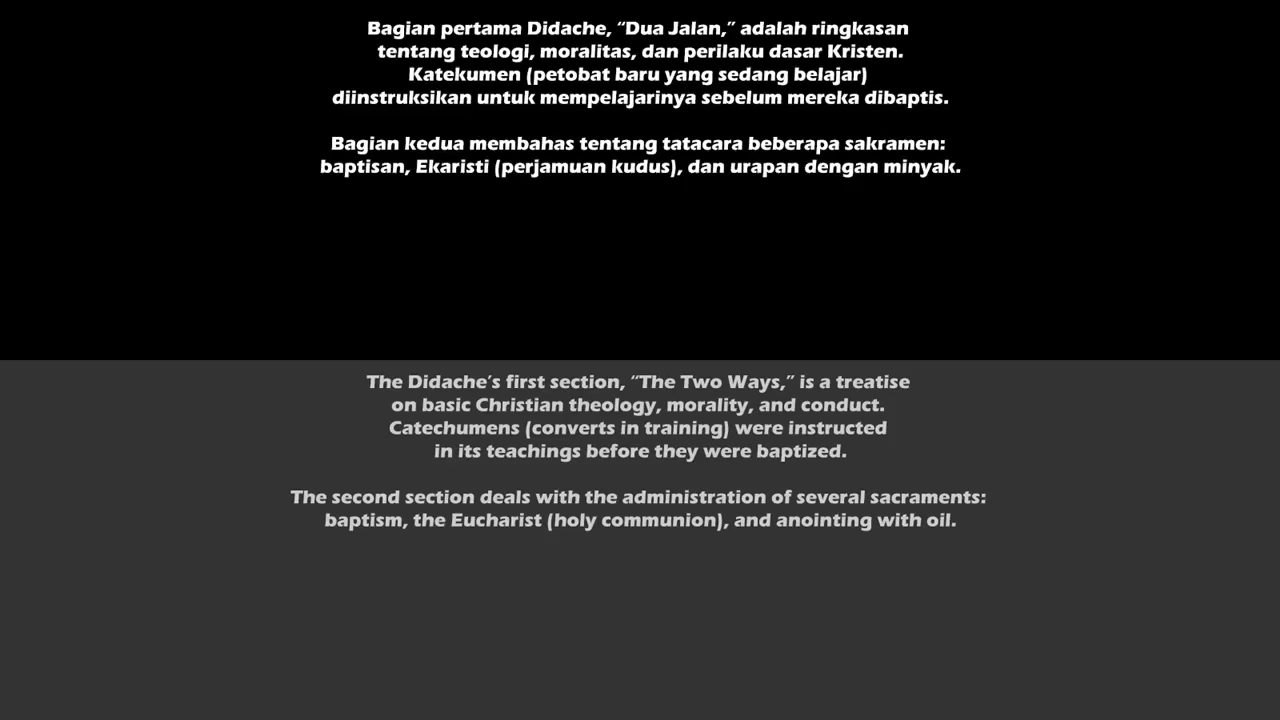 Bagian pertama Didache, “Dua Jalan,” adalah ringkasan
tentang teologi, moralitas, dan perilaku dasar Kristen.
Katekumen (petobat baru yang sedang belajar)
diinstruksikan untuk mempelajarinya sebelum mereka dibaptis.
Bagian kedua membahas tentang tatacara beberapa sakramen:
baptisan, Ekaristi (perjamuan kudus), dan urapan dengan minyak.
The Didache’s first section, “The Two Ways,” is a treatise
on basic Christian theology, morality, and conduct.
Catechumens (converts in training) were instructed
in its teachings before they were baptized.
The second section deals with the administration of several sacraments:
baptism, the Eucharist (holy communion), and anointing with oil.